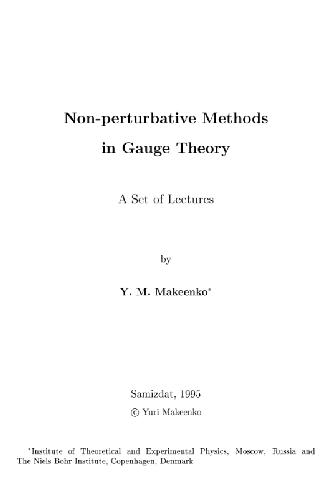 Non-perturbative Methods
in Gauge Theory
A Set of Lectures
by
Y. M. Makeenko*
Samizdat, 1995
© Yuri Makeenko
*Institute of Theoretical and Experimental Physics, Moscow, Russia and
The Niels Bohr Institute, Copenhagen, Denmark